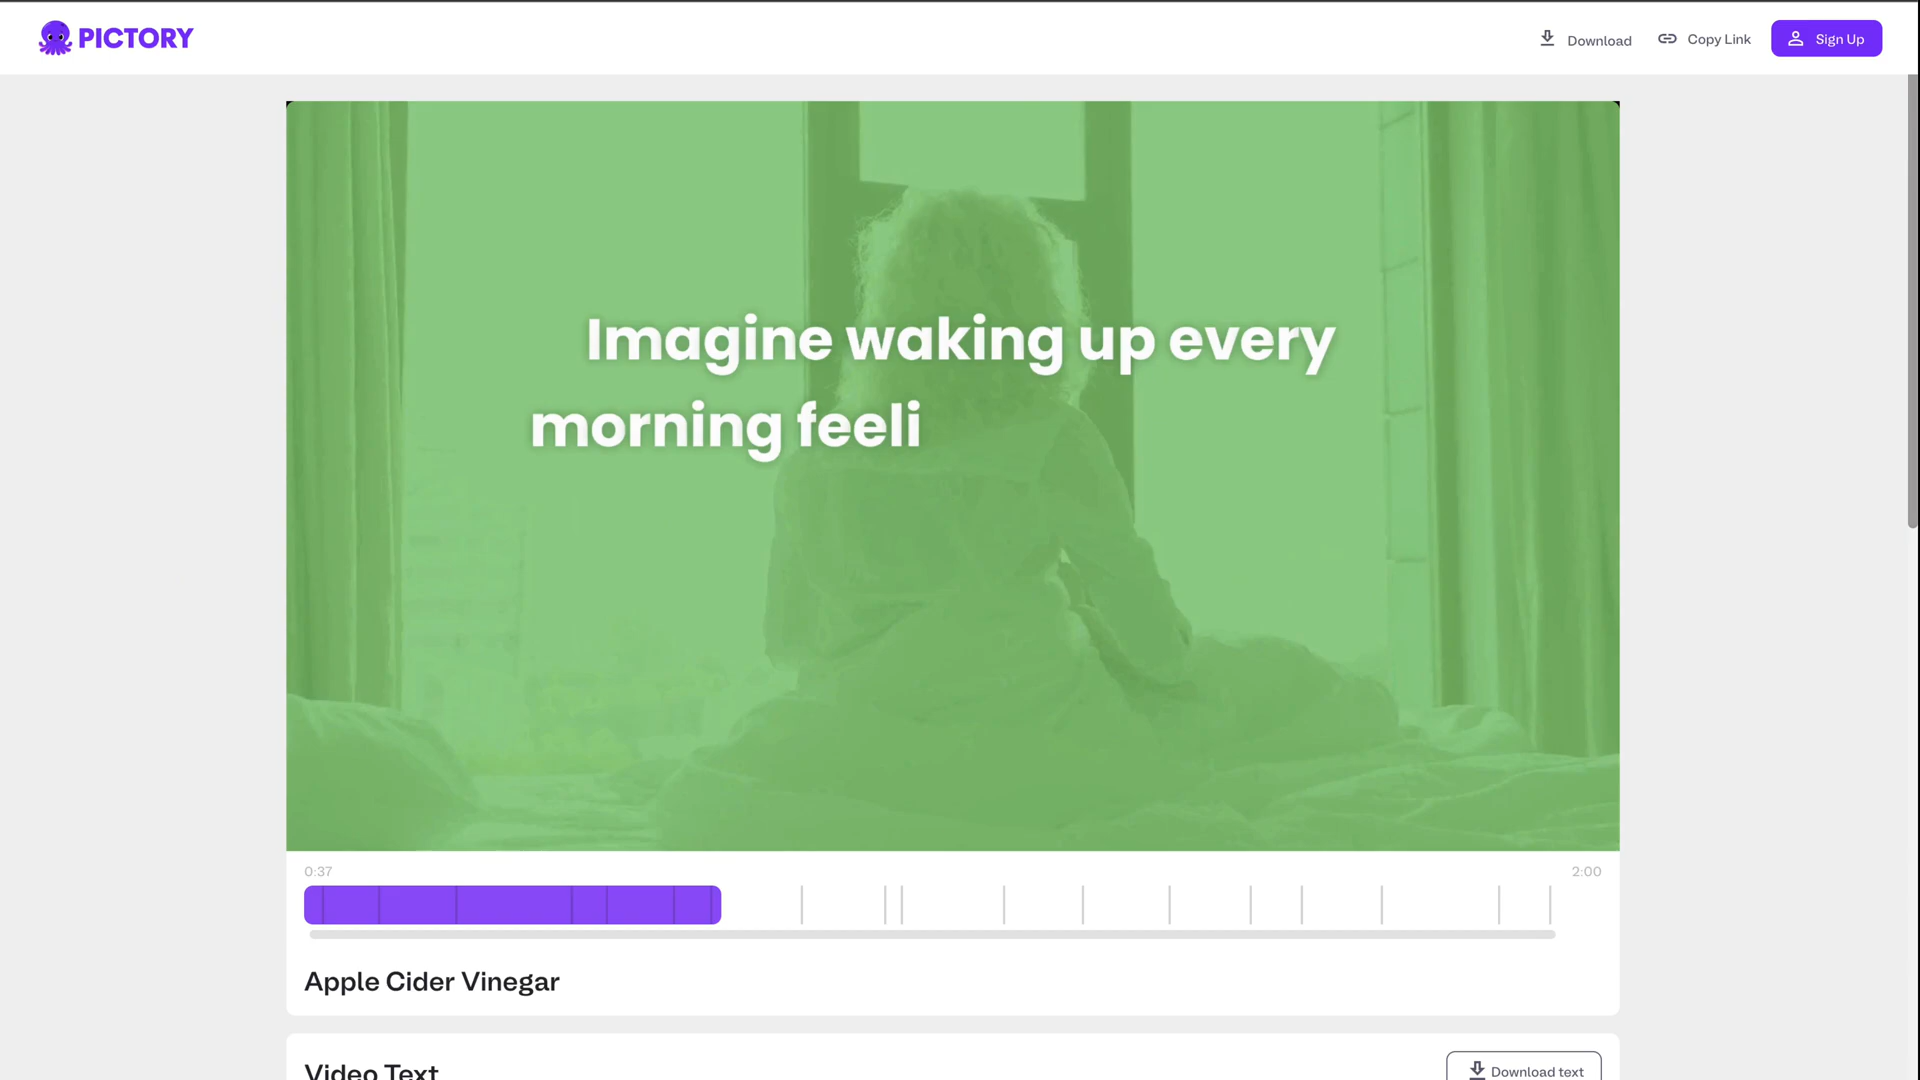 PICTORY
Download
Copy Link
Sign Up
Imagine waking up every
morning feeli
0:37
2:00
Apple Cider Vinegar
Video Text
Download text